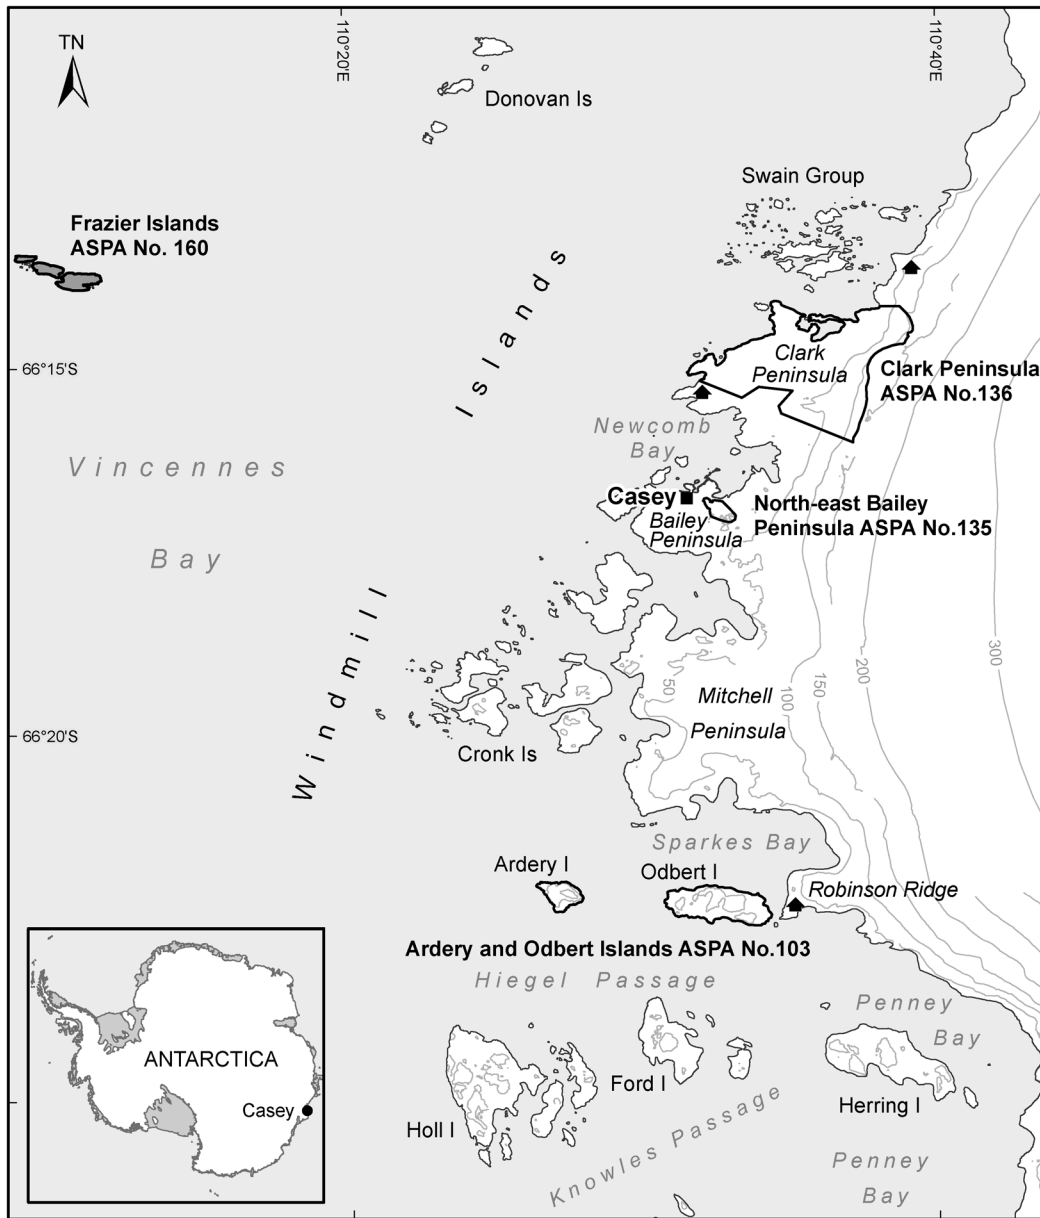 110°20'E
110°40'E
TN
Donovan Is
Swain Group
Frazier Islands
ASPA No. 160
Islands
Clark
Peninsula
66°15'S
Clark Peninsula
ASPA No.136
Newcomb
Bay
Vincennes
Bay
Casey
North-east Bailey
Peninsula ASPA No.135
Bailey
Peninsula
Windmill
50
100
150
200
300
Mitchell
Peninsula
66°20'S
Cronk Is
Sparkes Bay
Ardery I
Odbert I
Robinson Ridge
Ardery and Odbert Islands ASPA No.103
Hiegel Passage
Penney
Bay
ANTARCTICA
Casey
Ford I
Holl I
Herring I
Knowles Passage
Penney
Bay